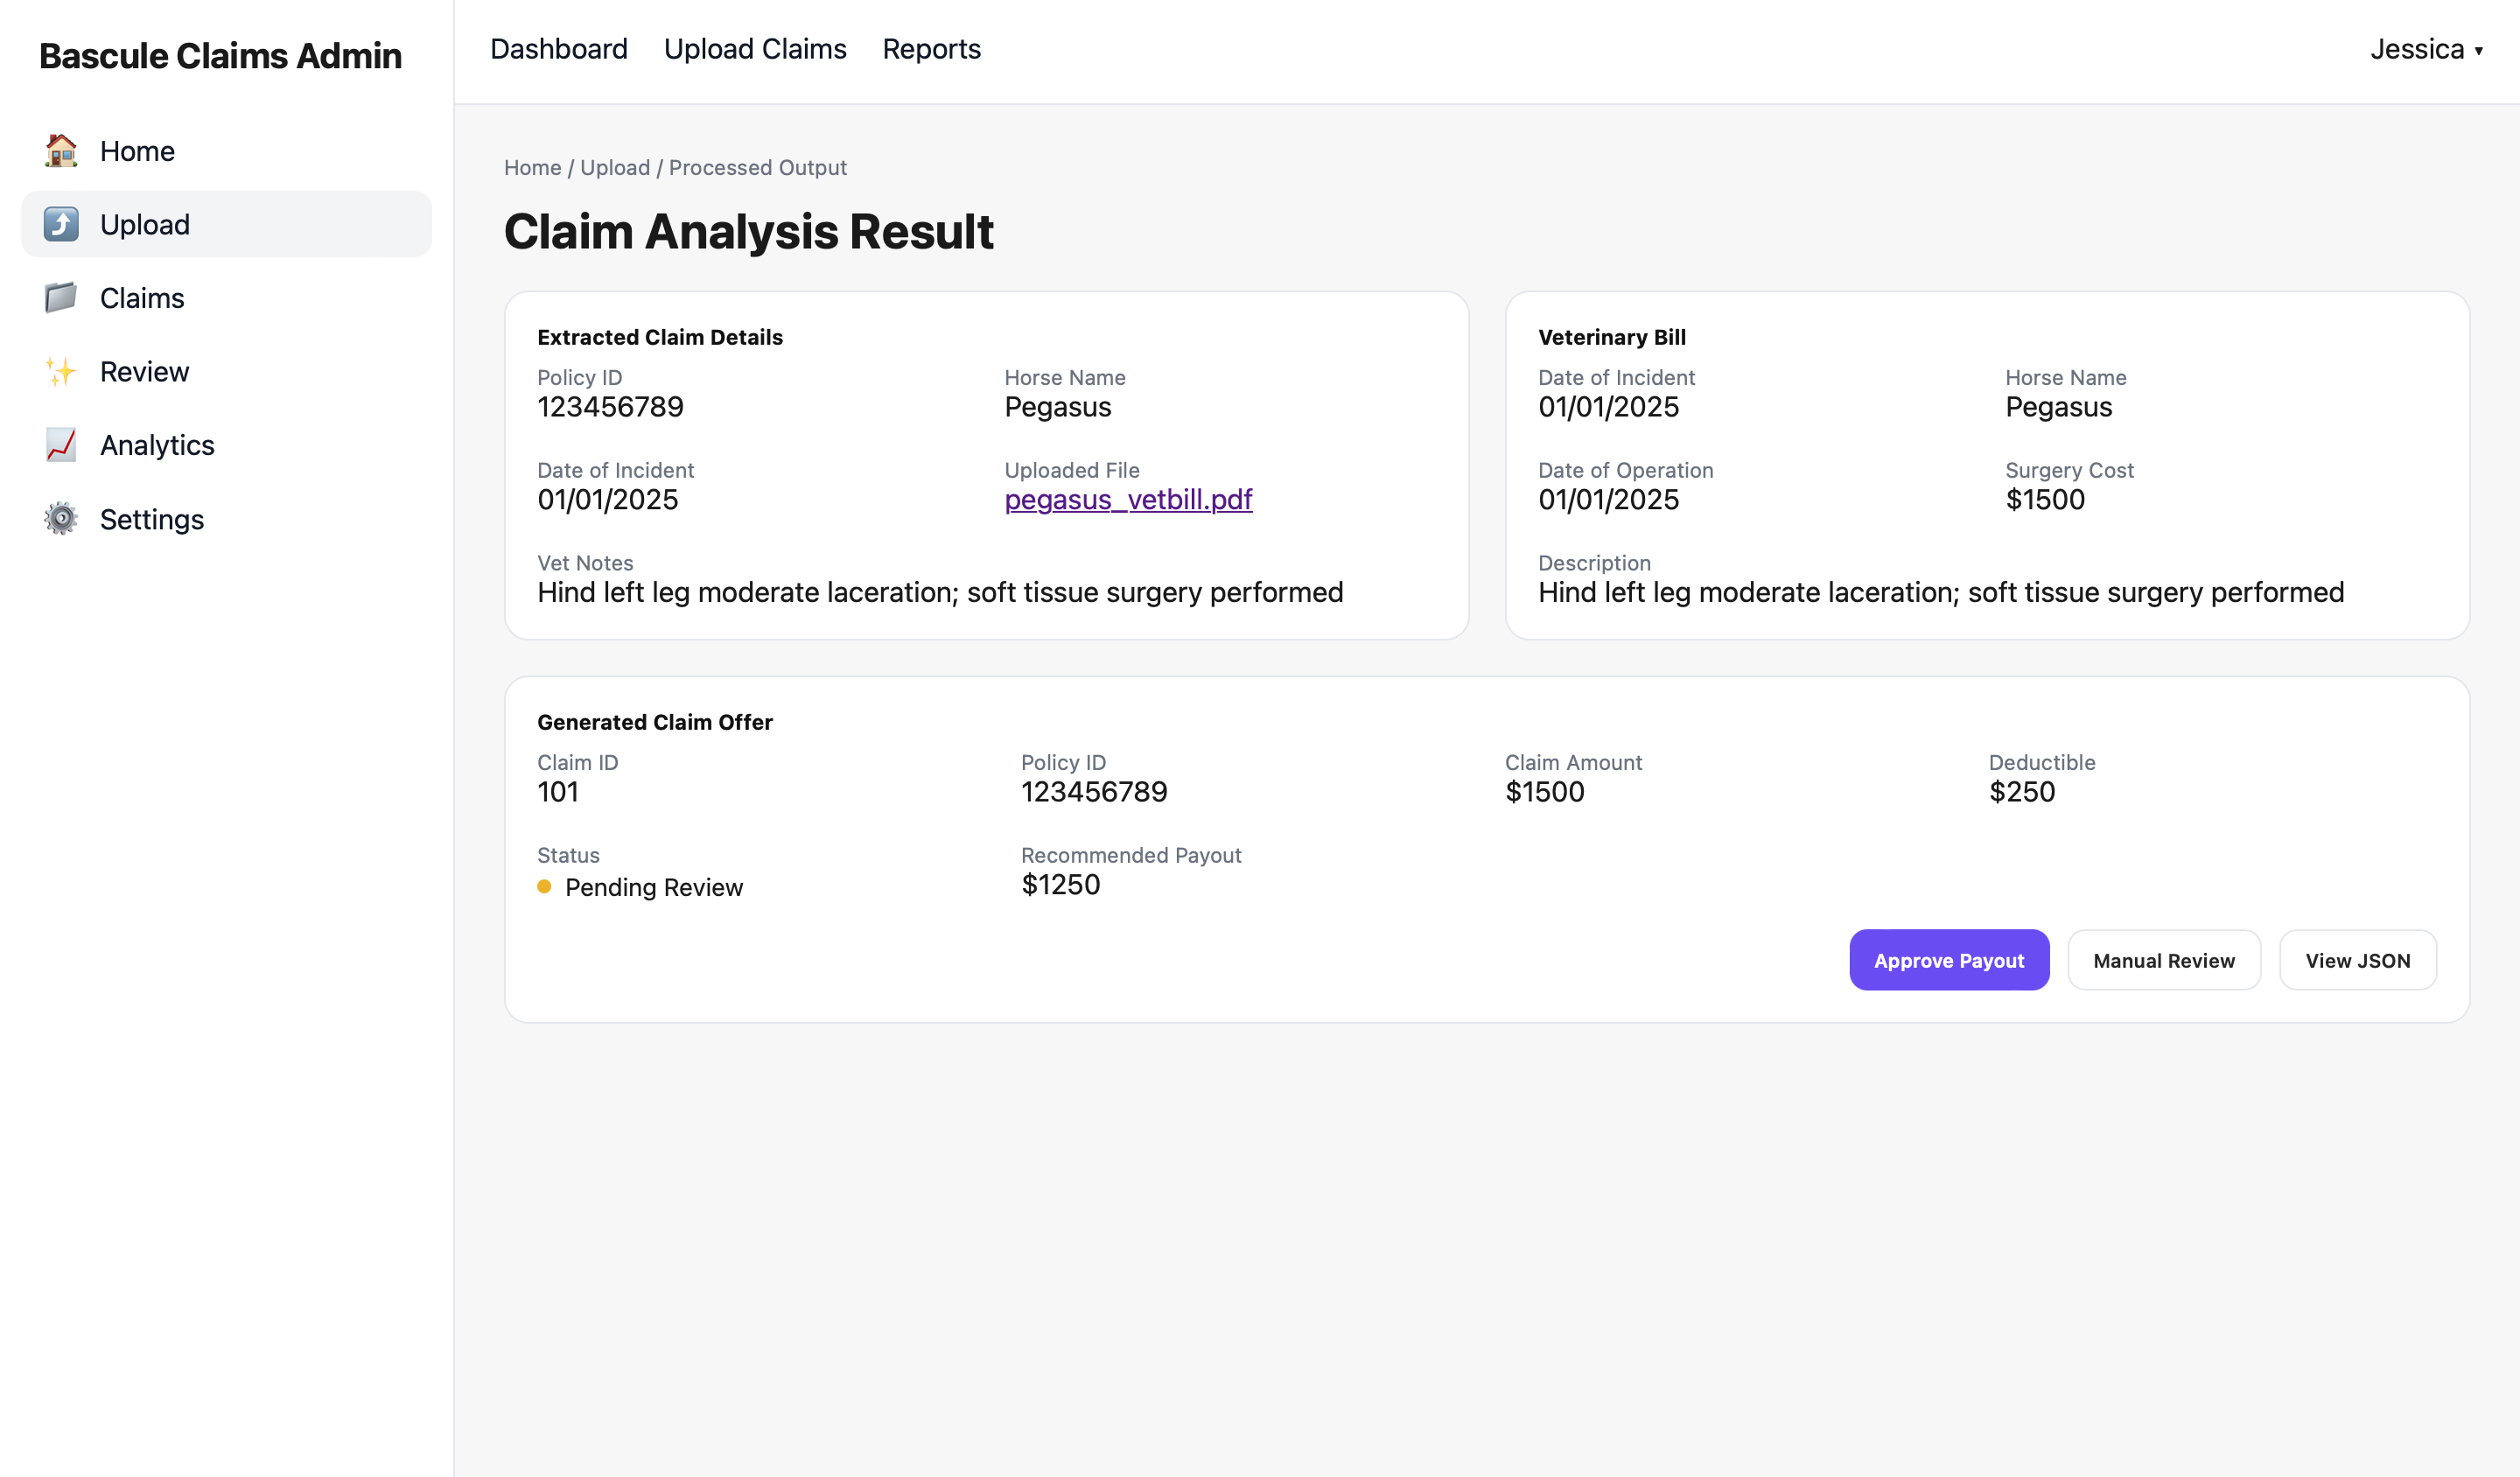 Bascule Claims Admin
Home
Upload
Claims
Review
Analytics
Settings
Dashboard Upload Claims Reports
Jessica ▾
Home / Upload / Processed Output
Claim Analysis Result
Extracted Claim Details
Policy ID
123456789
Horse Name
Pegasus
Date of Incident
01/01/2025
Uploaded File
pegasus_vetbill.pdf
Vet Notes
Hind left leg moderate laceration; soft tissue surgery performed
Veterinary Bill
Date of Incident
01/01/2025
Horse Name
Pegasus
Date of Operation
01/01/2025
Surgery Cost
$1500
Description
Hind left leg moderate laceration; soft tissue surgery performed
Generated Claim Offer
Claim ID
101
Policy ID
123456789
Claim Amount
$1500
Deductible
$250
Status
Pending Review
Recommended Payout
$1250
Approve Payout
Manual Review
View JSON